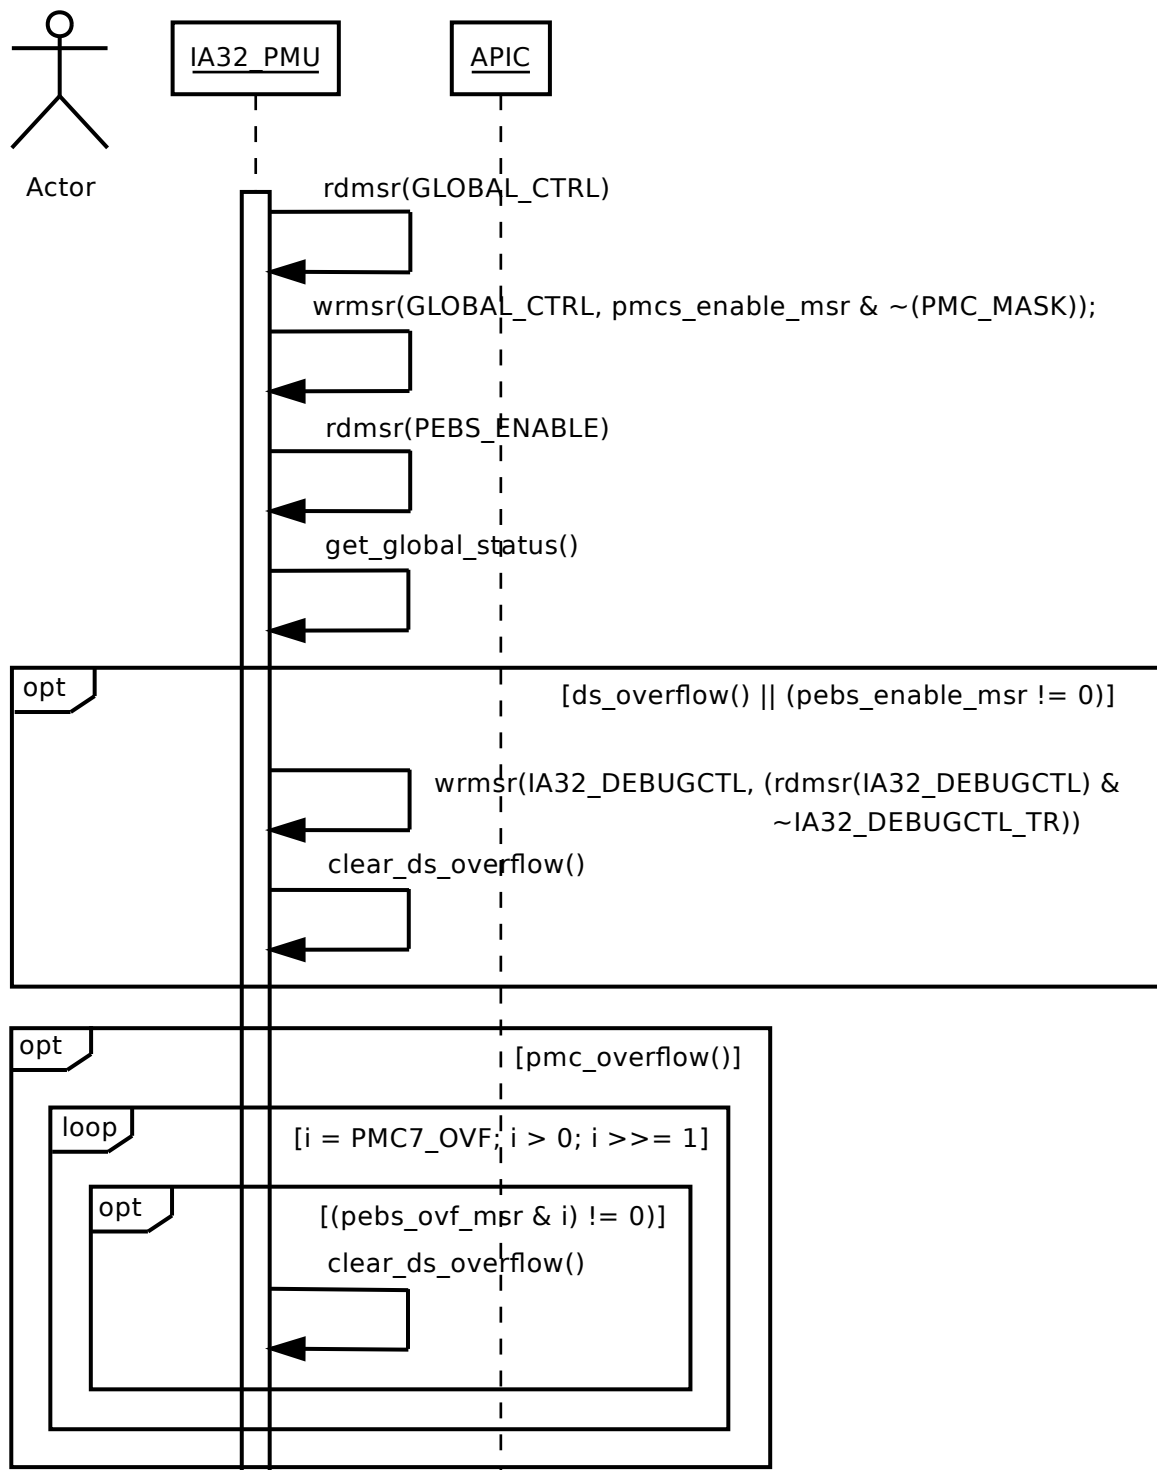 IA32_PMU
APIC
Actor
rdmsr(GLOBAL_CTRL)
wrmsr(GLOBAL_CTRL, pmcs_enable_msr & ~(PMC_MASK));
rdmsr(PEBS_ENABLE)
get_global_status()
opt
[ds_overflow() || (pebs_enable_msr != 0)]
wrmsr(IA32_DEBUGCTL, (rdmsr(IA32_DEBUGCTL) &
~IA32_DEBUGCTL_TR))
clear_ds_overflow()
opt
[pmc_overflow()]
loop
[i = PMC7_OVF; i > 0; i >>= 1]
opt
[(pebs_ovf_msr & i) != 0)]
clear_ds_overflow()